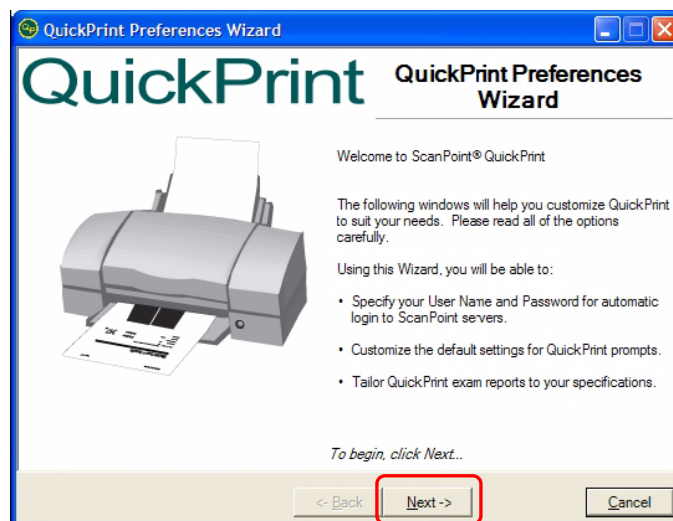 QuickPrint Preferences Wizard
QuickPrint
QuickPrint Preferences
Wizard
Welcome to ScanPoint® QuickPrint
The following windows will help you customize QuickPrint
to suit your needs. Please read all of the options
carefully.
Using this Wizard, you will be able to:
• Specify your User Name and Password for automatic
login to ScanPoint servers.
• Customize the default settings for QuickPrint prompts.
• Tailor QuickPrint exam reports to your specifications.
To begin, click Next...
<- Back
Next ->
Cancel